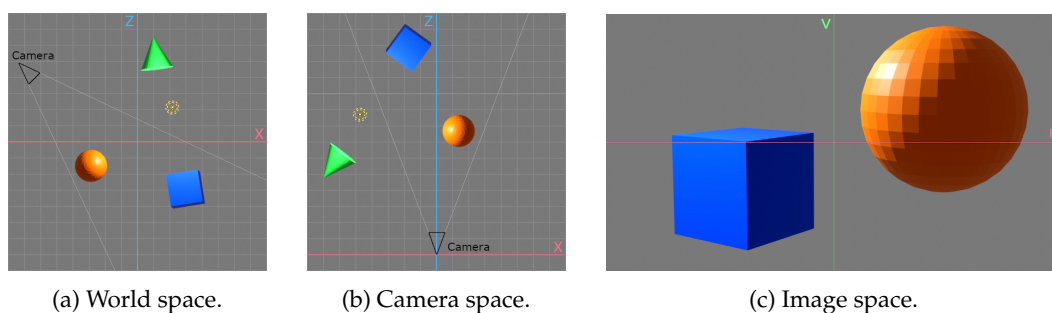 Z
Camera
X
Z
Camera
X
V
U
(a) World space.
(b) Camera space.
(c) Image space.